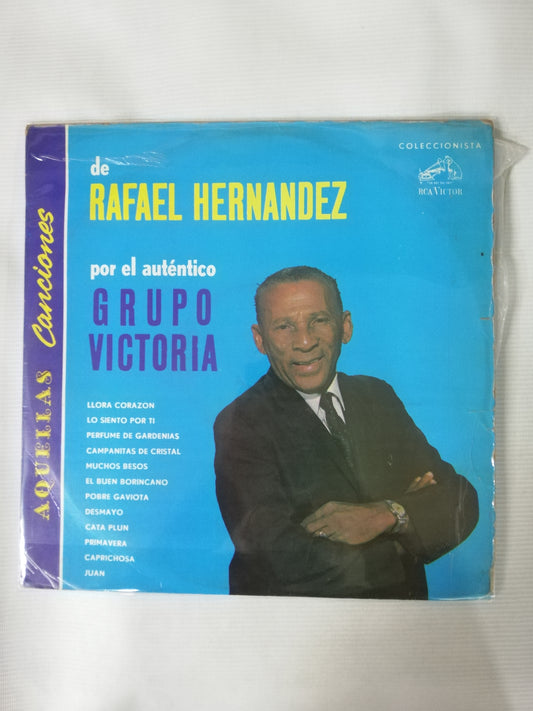 COLECCIONISTA
RCA VICTOR
de
RAFAEL HERNANDEZ
por el auténtico
GRUPO
VICTORIA
LLORA CORAZON
LO SIENTO POR TI
PERFUME DE GARDENIAS
CAMPANITAS DE CRISTAL
MUCHOS BESOS
EL BUEN BORINCANO
POBRE GAVIOTA
DESMAYO
CATA PLUN
PRIMAVERA
CAPRICHOSA
JUAN
AQUELLAS Canciones